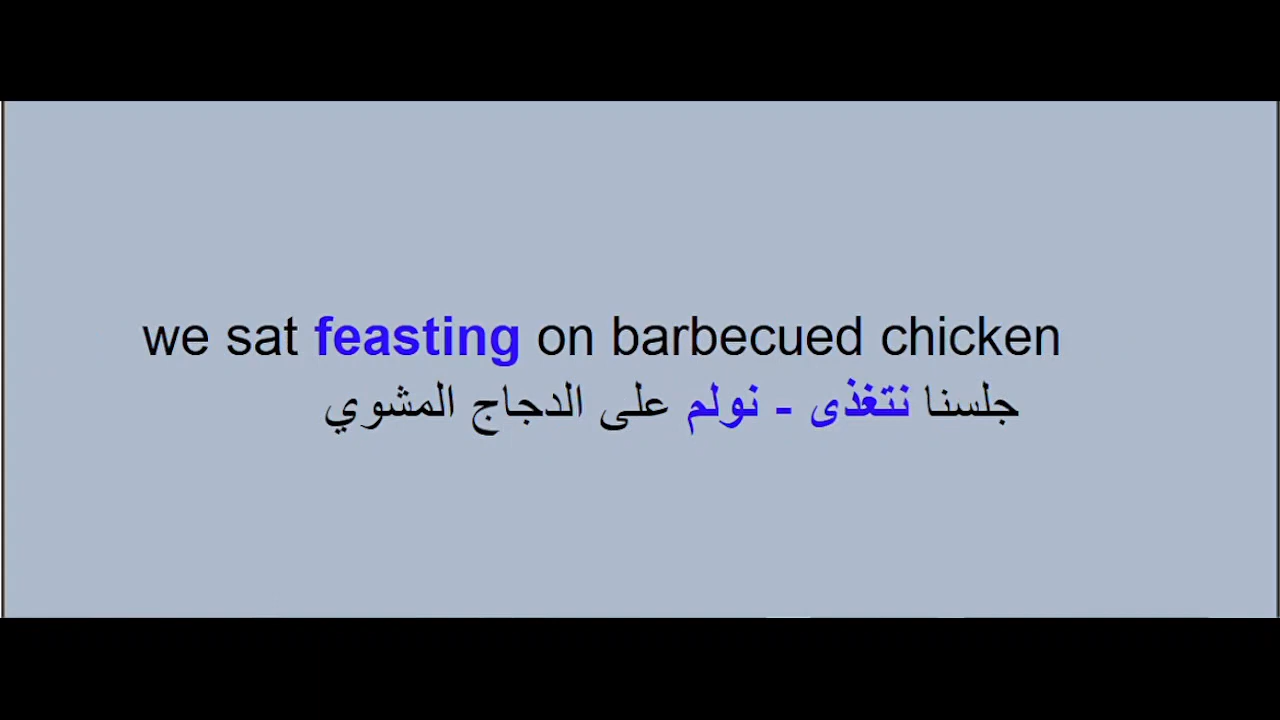 we sat feasting on barbecued chicken
جلسنا نتغذى - نولم على الدجاج المشوي